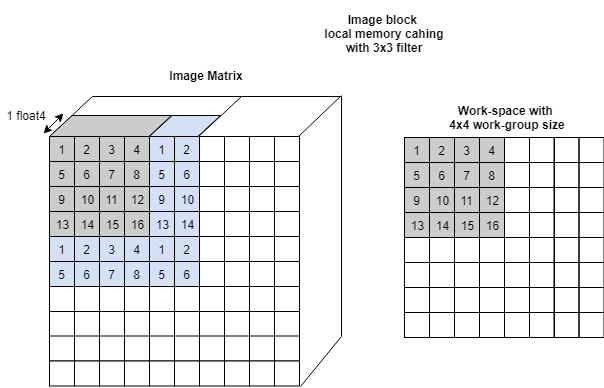 Image block
local memory cahing
with 3x3 filter
Image Matrix
1 float4
Work-space with
4x4 work-group size
1 2 3 4 1 2
5 6 7 8 5 6
9 10 11 12 9 10
13 14 15 16 13 14
1 2 3 4 1 2
5 6 7 8 5 6
1 2 3 4
5 6 7 8
9 10 11 12
13 14 15 16